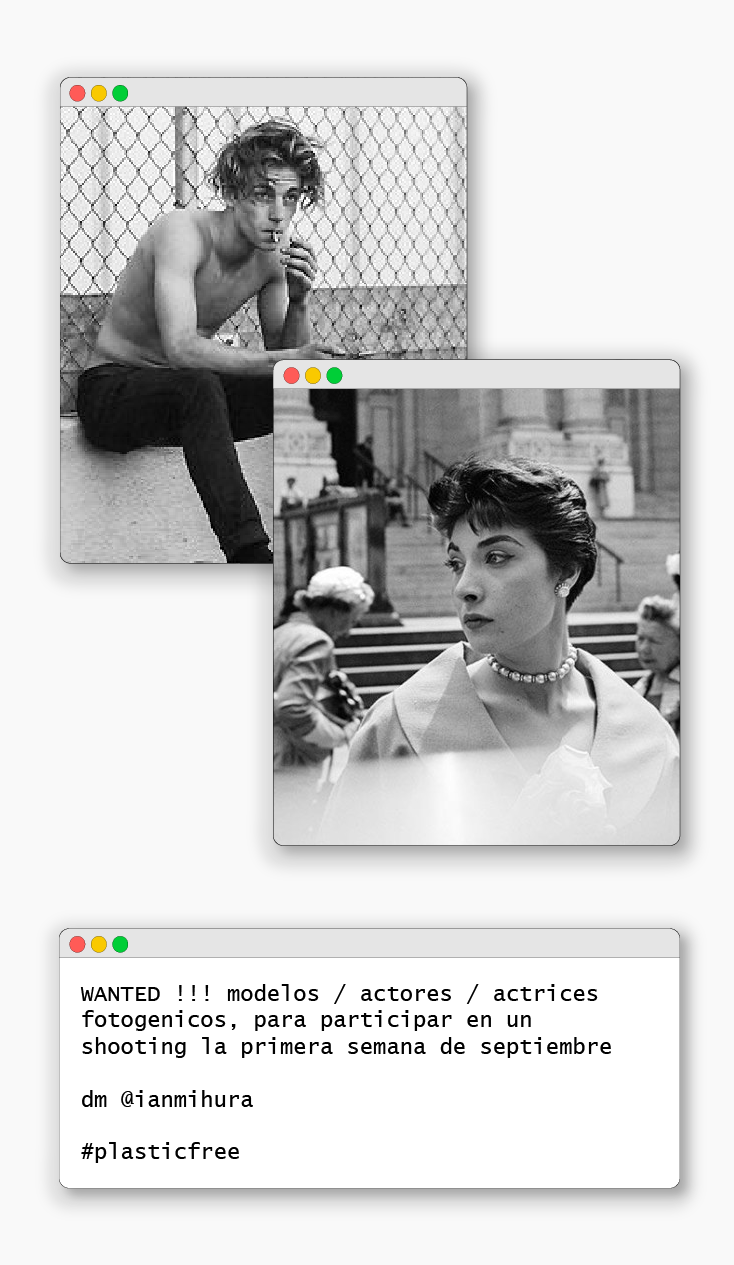 WANTED !!! modelos / actores / actrices
fotogenicos, para participar en un
shooting la primera semana de septiembre
dm @ianmihura
#plasticfree